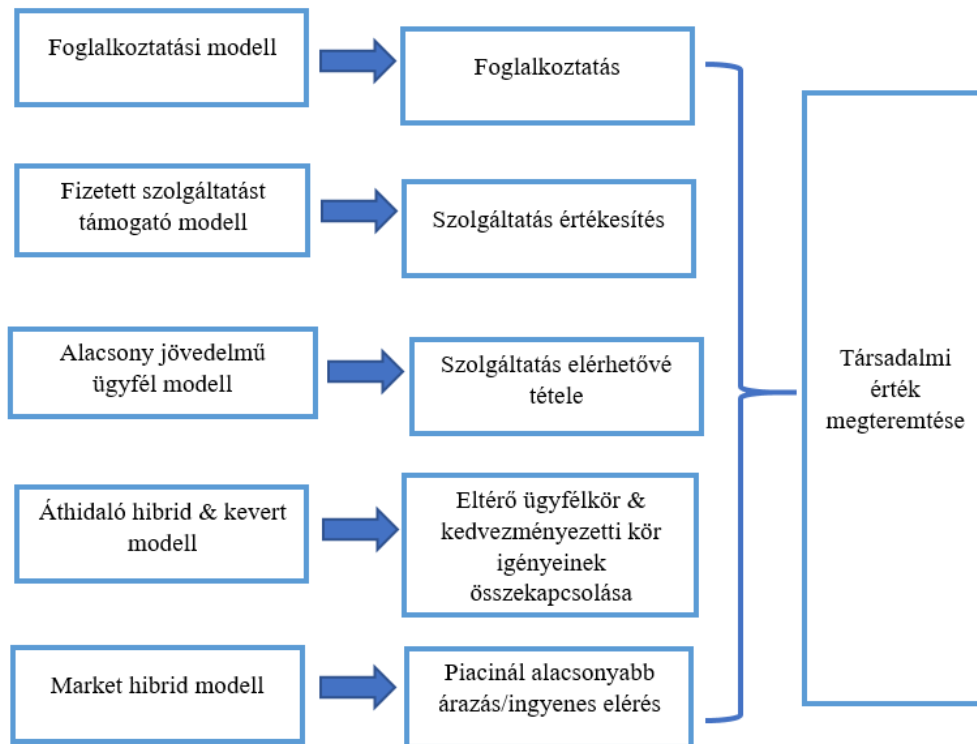 Foglalkoztatási modell
Foglalkoztatás
Fizetett szolgáltatást
támogató modell
Szolgáltatás értékesítés
Alacsony jövedelmű
ügyfél modell
Szolgáltatás elérhetővé
tétele
Áthidaló hibrid & kevert
modell
Eltérő ügyfélkör &
kedvezményezetti kör
igényeinek
összekapcsolása
Market hibrid modell
Piacinál alacsonyabb
árazás/ingyenes elérés
Társadalmi
érték
megteremtése